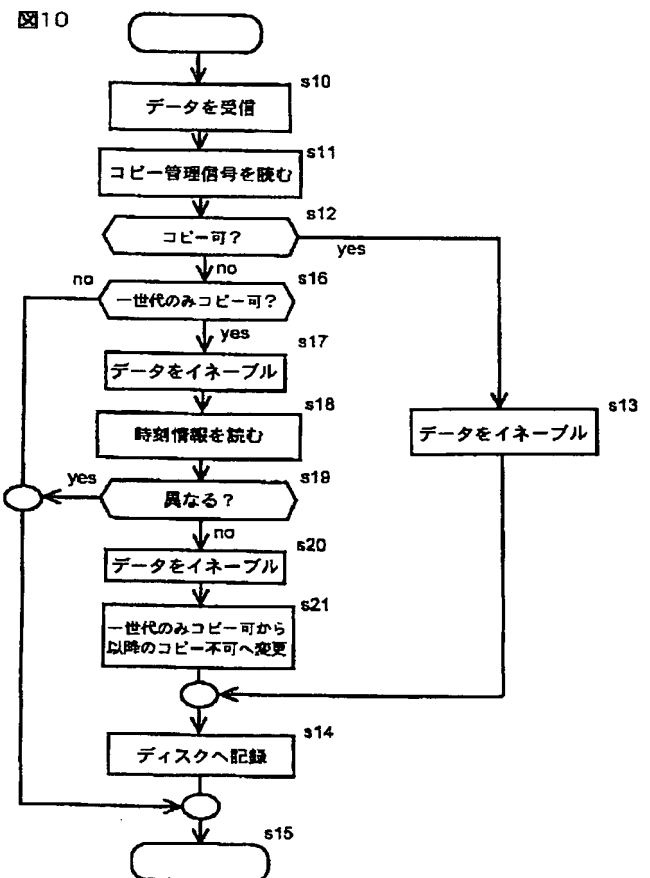 図10
s10
データを受信
s11
コピー管理信号を読む
s12
コピー可?
yes
no
s16
no
一世代のみコピー可?
yes
s17
データをイネーブル
s18
時刻情報を読む
s13
データをイネーブル
s19
yes
異なる?
no
s20
データをイネーブル
s21
一世代のみコピー可から
以降のコピー不可へ変更
s14
ディスクへ記録
s15